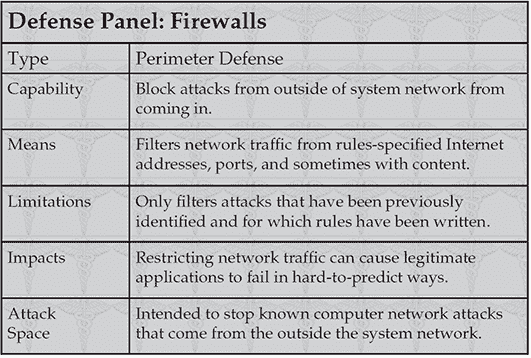 Defense Panel: Firewalls
Type Perimeter Defense
Capability Block attacks from outside of system network from
coming in.
Means Filters network traffic from rules-specified Internet
addresses, ports, and sometimes with content.
Limitations Only filters attacks that have been previously
identified and for which rules have been written.
Impacts Restricting network traffic can cause legitimate
applications to fail in hard-to-predict ways.
Attack Intended to stop known computer network attacks
Space that come from the outside the system network.